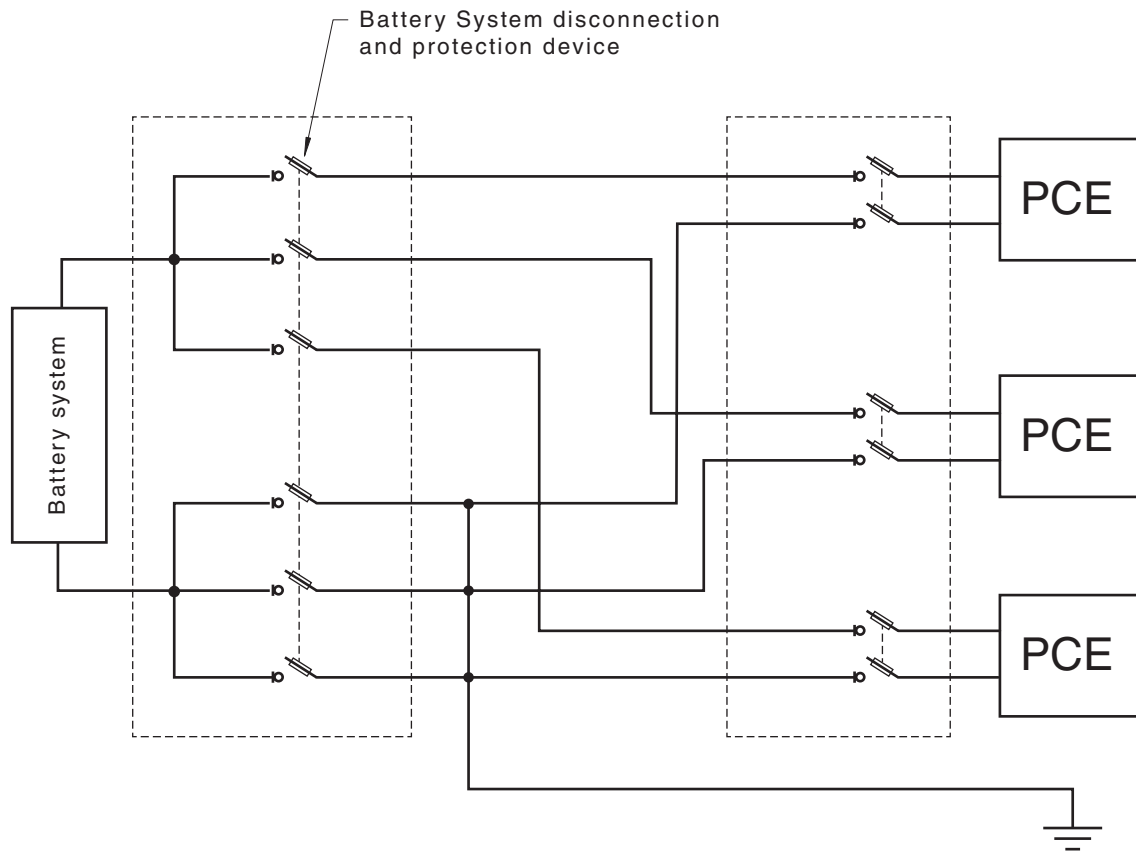 Battery System disconnection
and protection device
PCE
Battery system
PCE
PCE